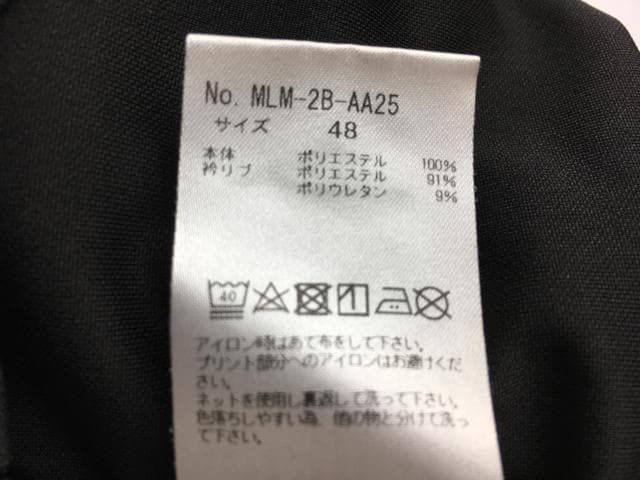 No. MLM-2B-AA25
サイズ 48
本体 ポリエステル 100%
衿リブ ポリエステル 91%
ポリウレタン 9%
40
アイロン時はあて布をして下さい。
プリント部分へのアイロンはお避けくだ
さい。
ネットを使用し裏返して洗って下さい。
色落ちしやすい為、他の物と分けて洗っ
て下さい。